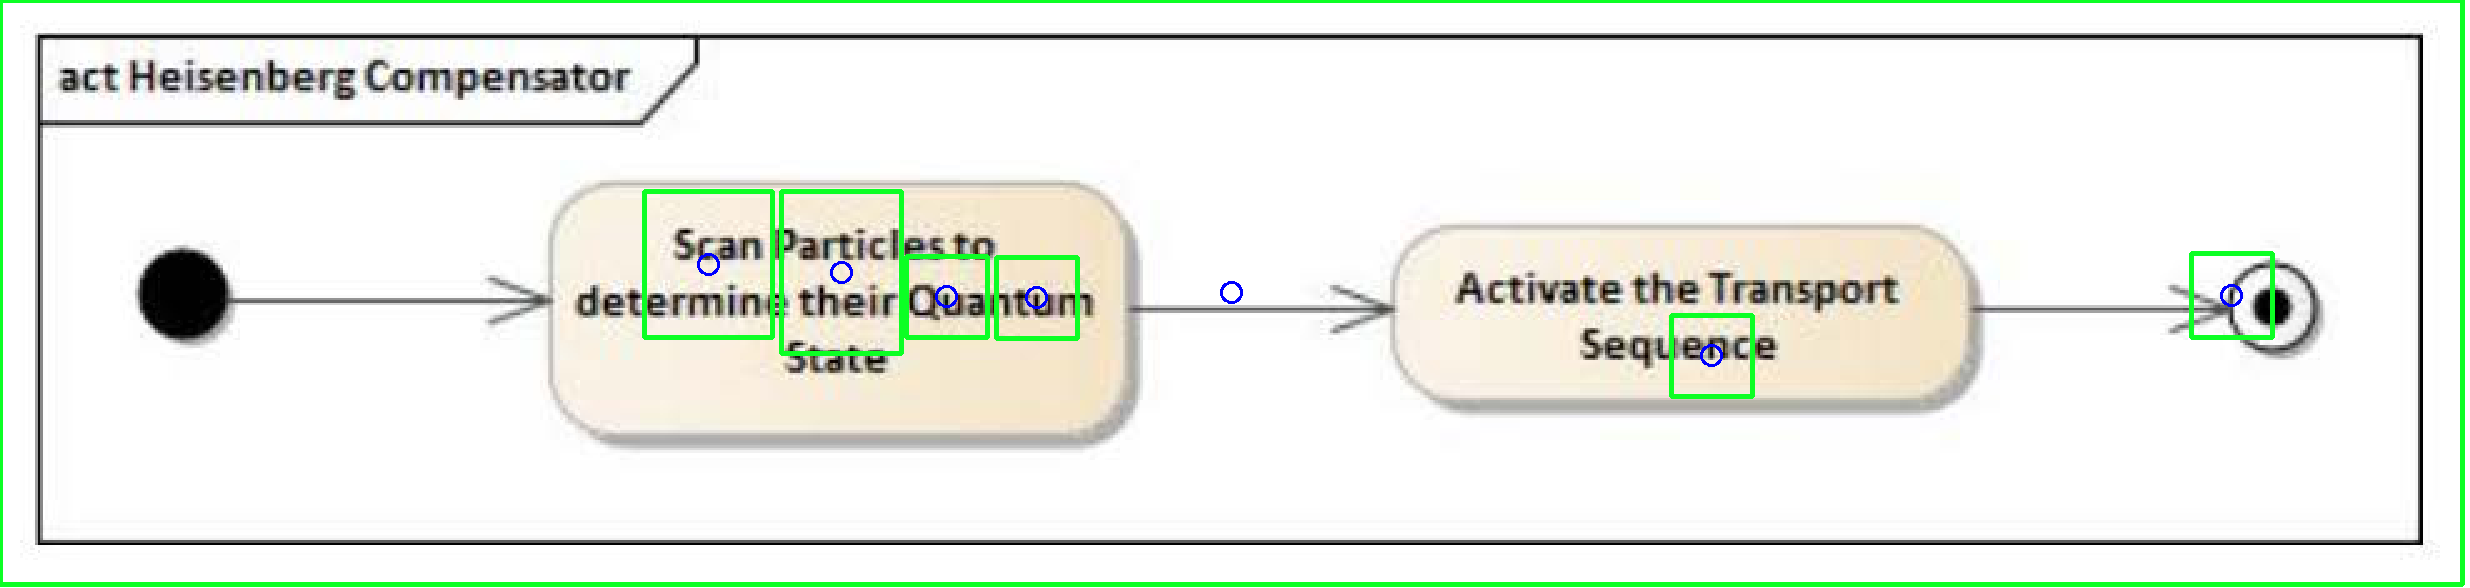 act Heisenberg Compensator
Scan Particles to
determine their Quantum
State
Activate the Transport
Sequence